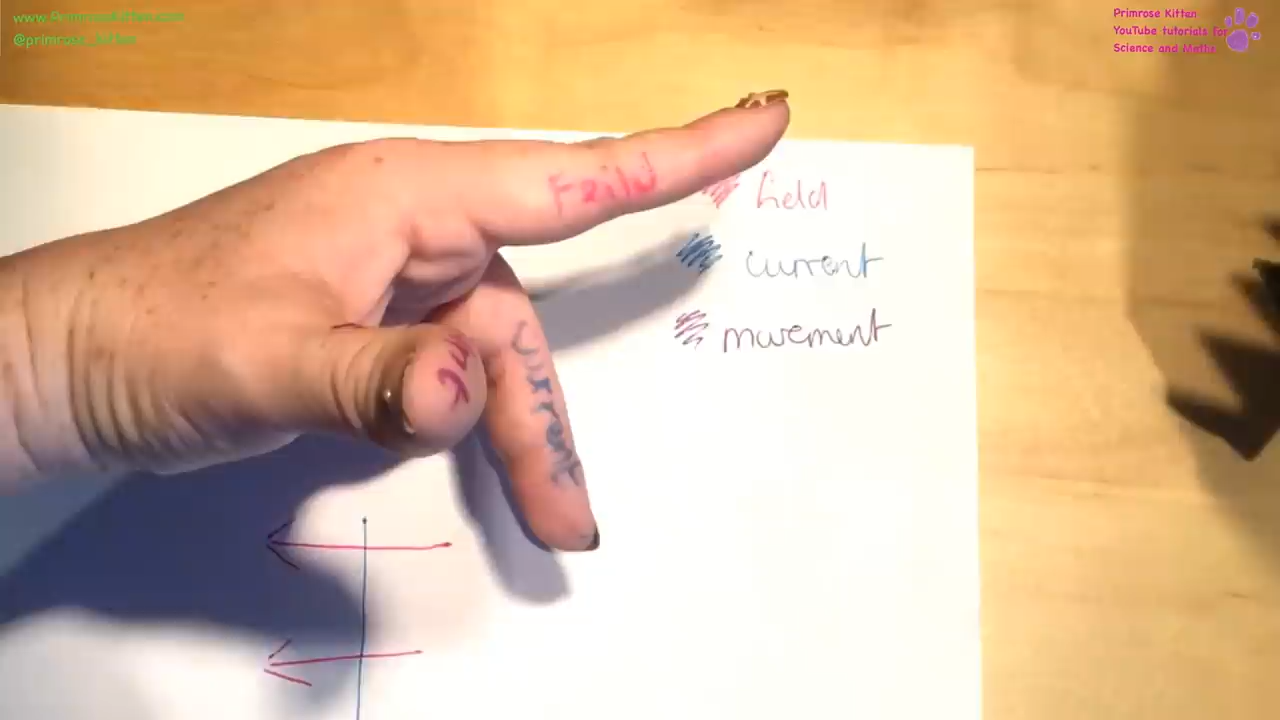 www.PrimroseKitten.com
@primrose_kitten
Primrose Kitten
YouTube tutorials for
Science and Maths
Feild
field
current
movement
current